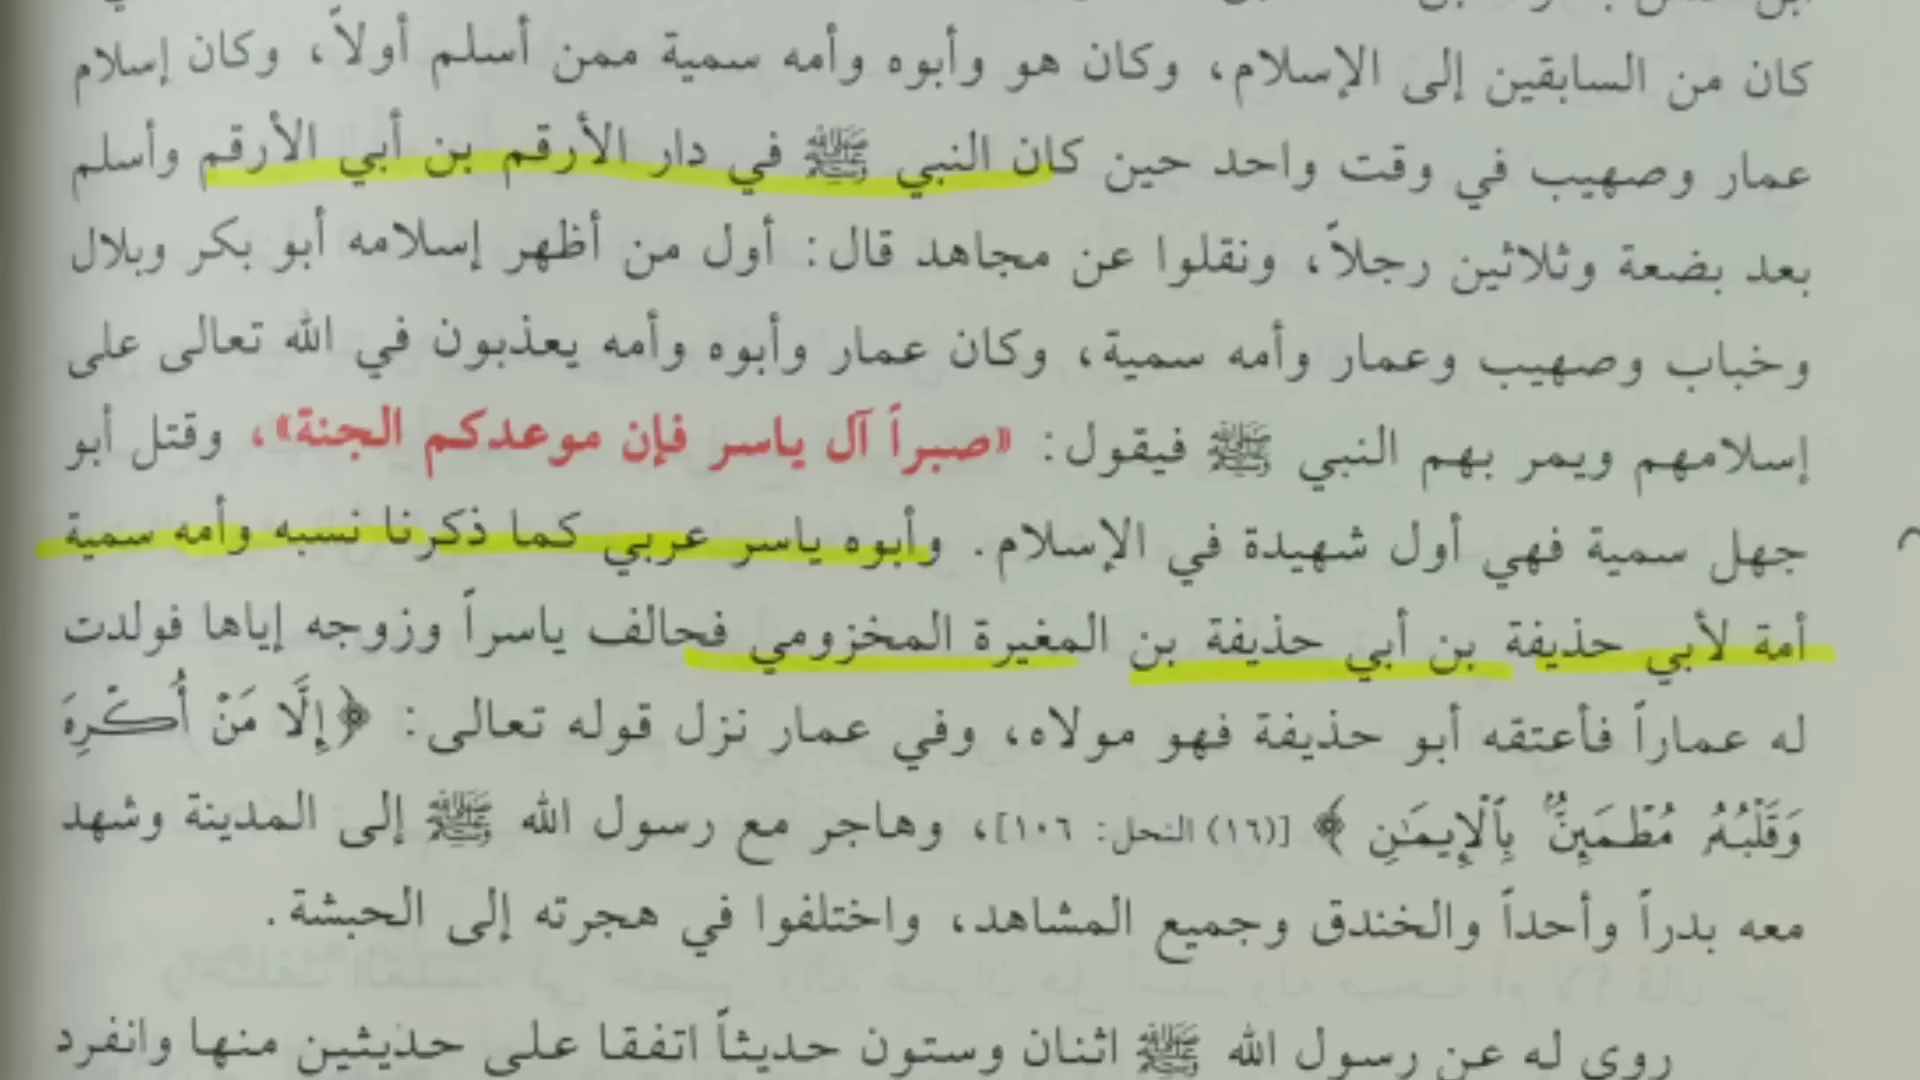 كان من السابقين إلى الإسلام، وكان هو وأبوه وأمه سمية ممن أسلم أولاً، وكان إسلام
عمار وصهيب في وقت واحد حين كان النبي ﷺ في دار الأرقم بن أبي الأرقم وأسلم
بعد بضعة وثلاثين رجلاً، ونقلوا عن مجاهد قال: أول من أظهر إسلامه أبو بكر وبلال
وخباب وصهيب وعمار وأمه سمية، وكان عمار وأبوه وأمه يعذبون في الله تعالى على
إسلامهم ويمر بهم النبي ﷺ فيقول: «صبراً آل ياسر فإن موعدكم الجنة»، وقتل أبو
جهل سمية فهي أول شهيدة في الإسلام. وأبوه ياسر عربي كما ذكرنا نسبه وأمه سمية
أمة لأبي حذيفة بن أبي حذيفة بن المغيرة المخزومي فحالف ياسراً وزوجه إياها فولدت
له عماراً فأعتقه أبو حذيفة فهو مولاه، وفي عمار نزل قوله تعالى: ﴿إِلَّا مَنْ أُكْرِهَ
وَقَلْبُهُۥ مُطْمَئِنٌّۢ بِٱلْإِيمَـٰنِ﴾ [(١٦) النحل: ١٠٦]، وهاجر مع رسول الله ﷺ إلى المدينة وشهد
معه بدراً وأحداً والخندق وجميع المشاهد، واختلفوا في هجرته إلى الحبشة.
روي له عن رسول الله ﷺ اثنان وستون حديثاً اتفقا على حديثين منها وانفرد